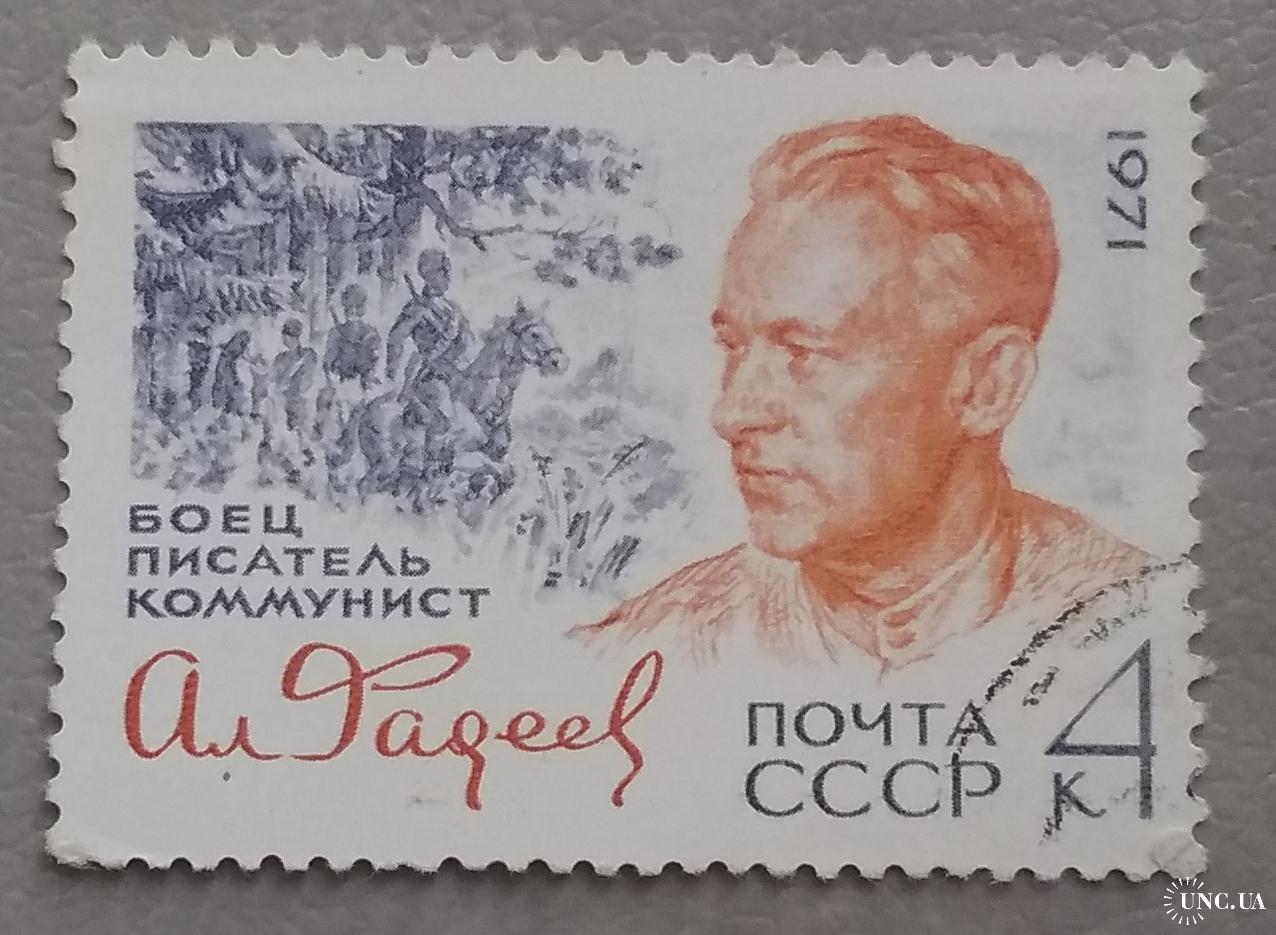 1971
БОЕЦ
ПИСАТЕЛЬ
КОММУНИСТ
Ал Фадеев
ПОЧТА
СССР
4
к
UNC.UA